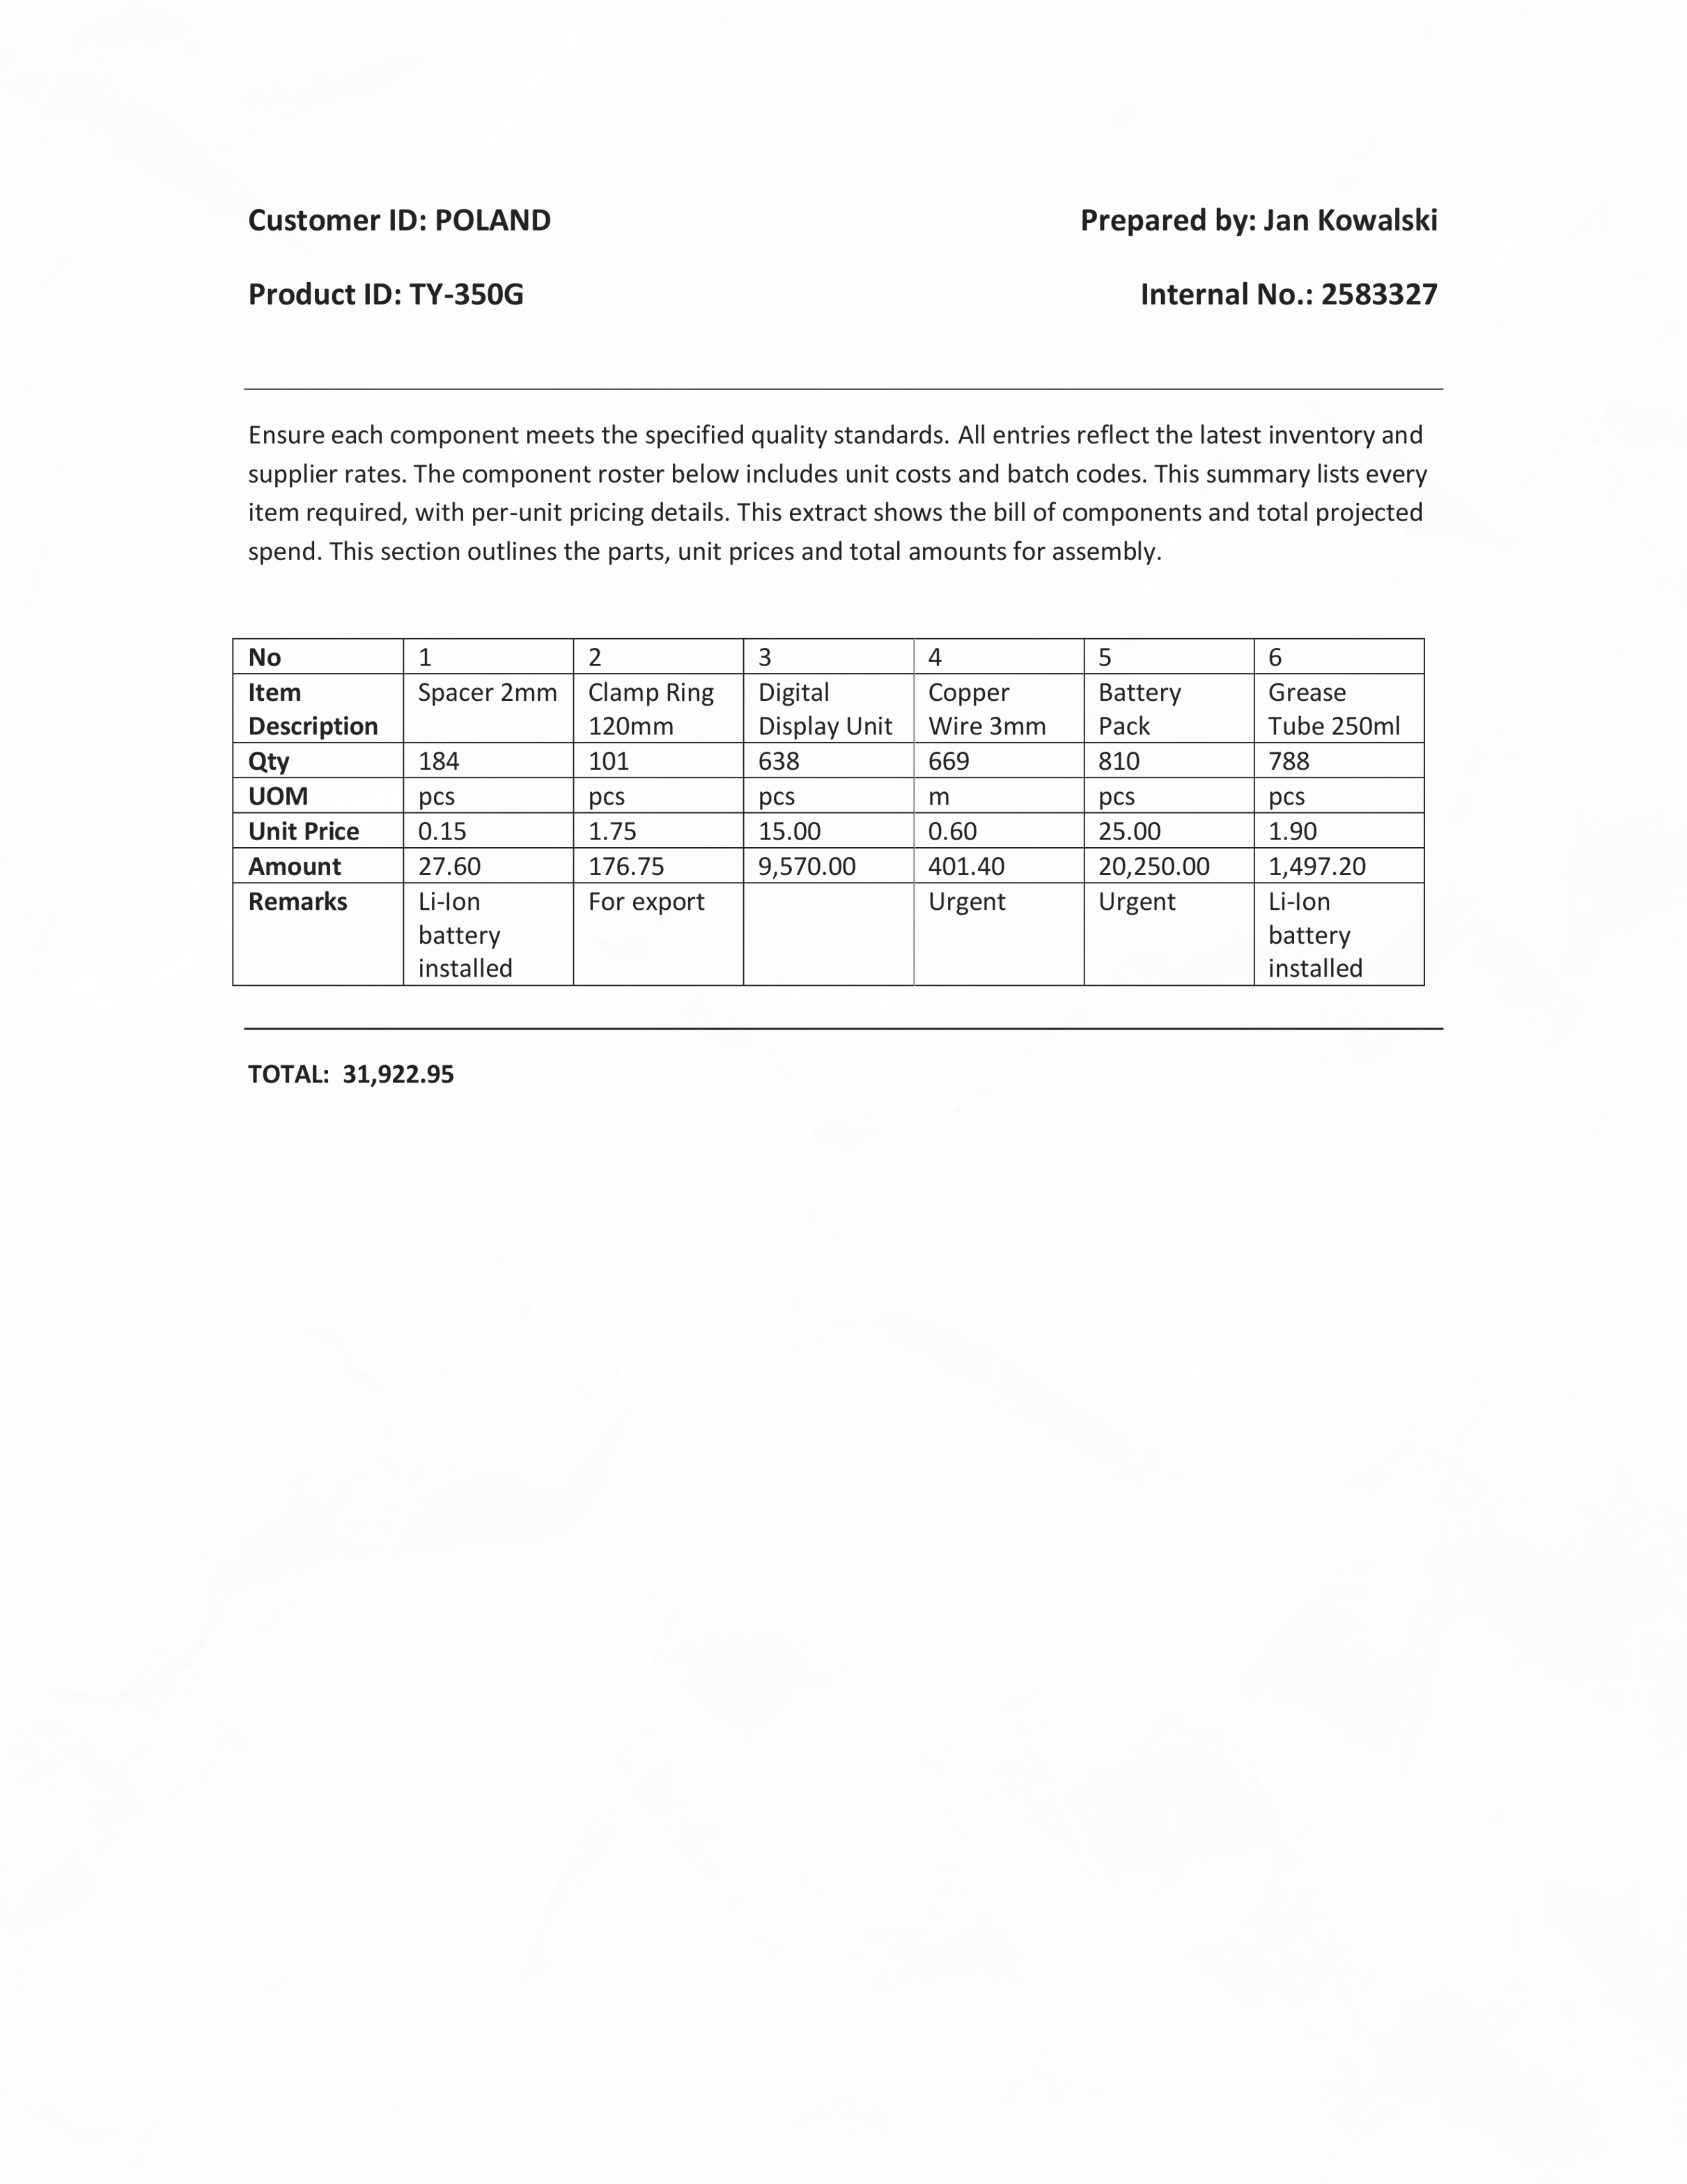 Customer ID: POLAND Prepared by: Jan Kowalski
Product ID: TY-350G Internal No.: 2583327
Ensure each component meets the specified quality standards. All entries reflect the latest inventory and
supplier rates. The component roster below includes unit costs and batch codes. This summary lists every
item required, with per-unit pricing details. This extract shows the bill of components and total projected
spend. This section outlines the parts, unit prices and total amounts for assembly.
No 1 2 3 4 5 6
Item Spacer 2mm Clamp Ring Digital Copper Battery Grease
Description 120mm Display Unit Wire 3mm Pack Tube 250ml
Qty 184 101 638 669 810 788
UOM pcs pcs pcs m pcs pcs
Unit Price 0.15 1.75 15.00 0.60 25.00 1.90
Amount 27.60 176.75 9,570.00 401.40 20,250.00 1,497.20
Remarks Li-Ion For export Urgent Urgent Li-Ion
battery battery
installed installed
TOTAL: 31,922.95